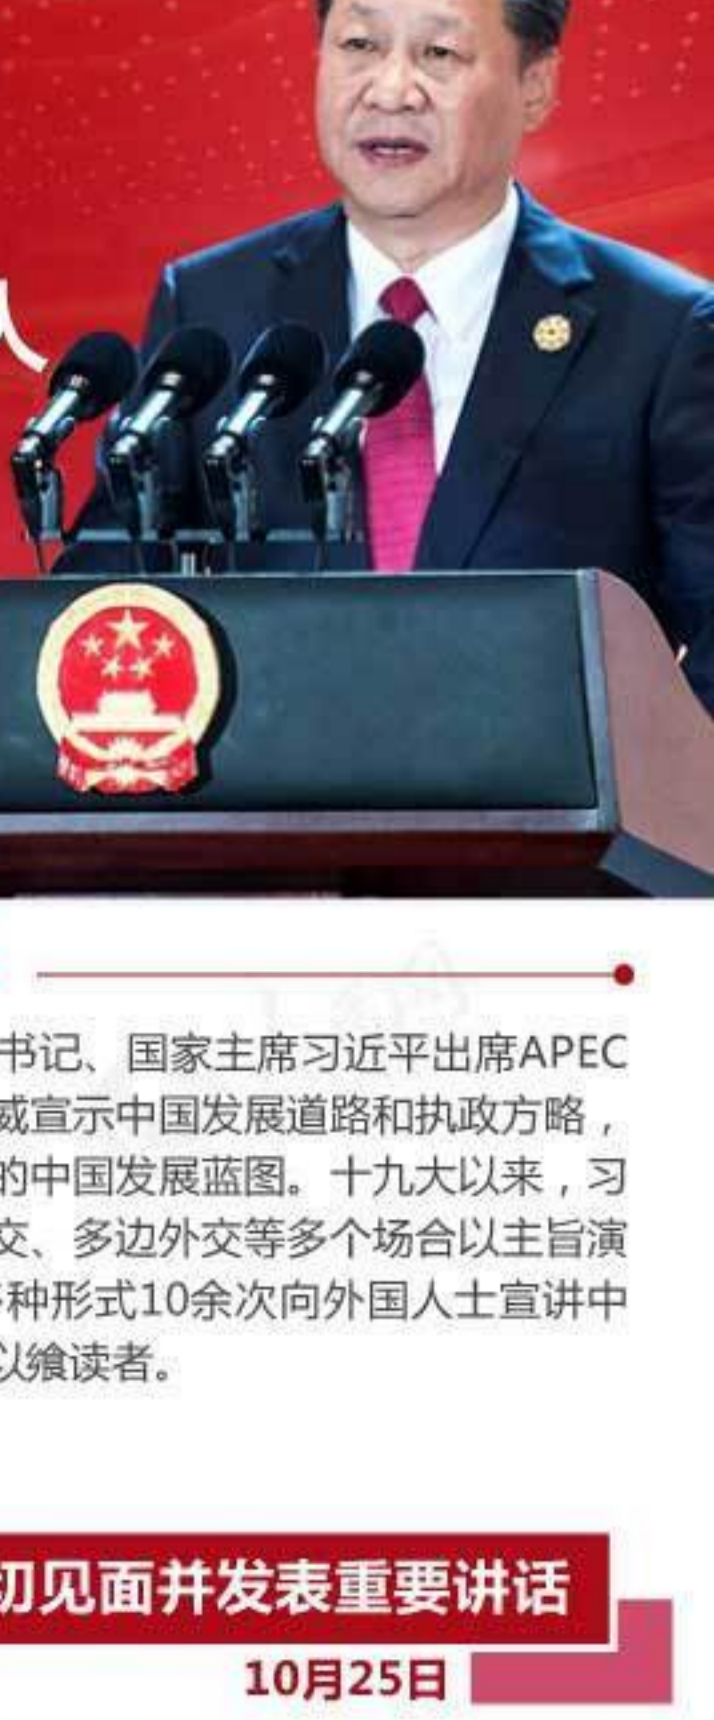 人
书记、国家主席习近平出席APEC
威宣示中国发展道路和执政方略，
的中国发展蓝图。十九大以来，习
交、多边外交等多个场合以主旨演
多种形式10余次向外国人士宣讲中
以飨读者。
切见面并发表重要讲话
10月25日